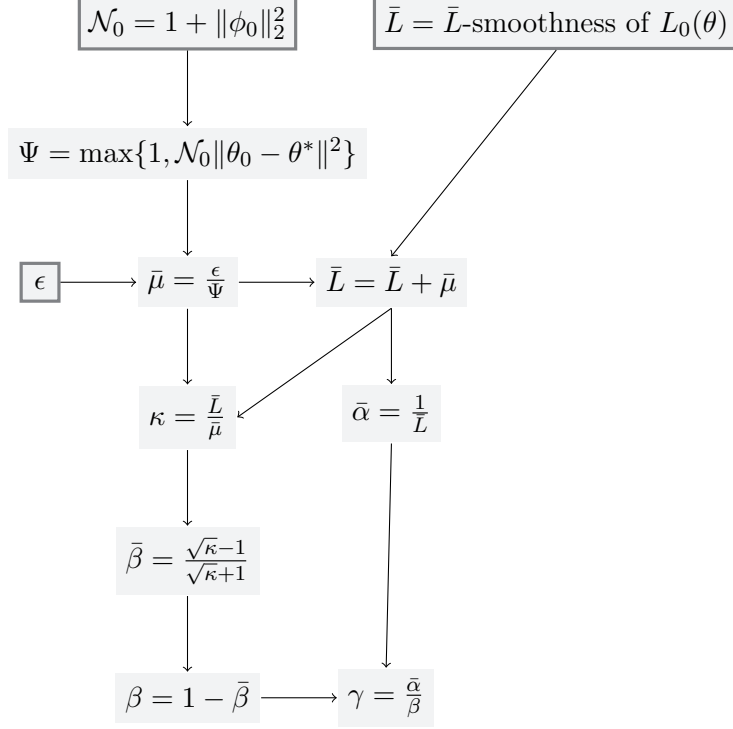 𝒩₀ = 1 + ‖ϕ₀‖₂²
L̄ = L̄-smoothness of L₀(θ)
Ψ = max{1, 𝒩₀‖θ₀ − θ*‖²}
ϵ
μ̄ = ϵ/Ψ
L̄ = L̄ + μ̄
κ = L̄/μ̄
ᾱ = 1/L̄
β̄ = (√κ−1)/(√κ+1)
β = 1 − β̄
γ = ᾱ/β